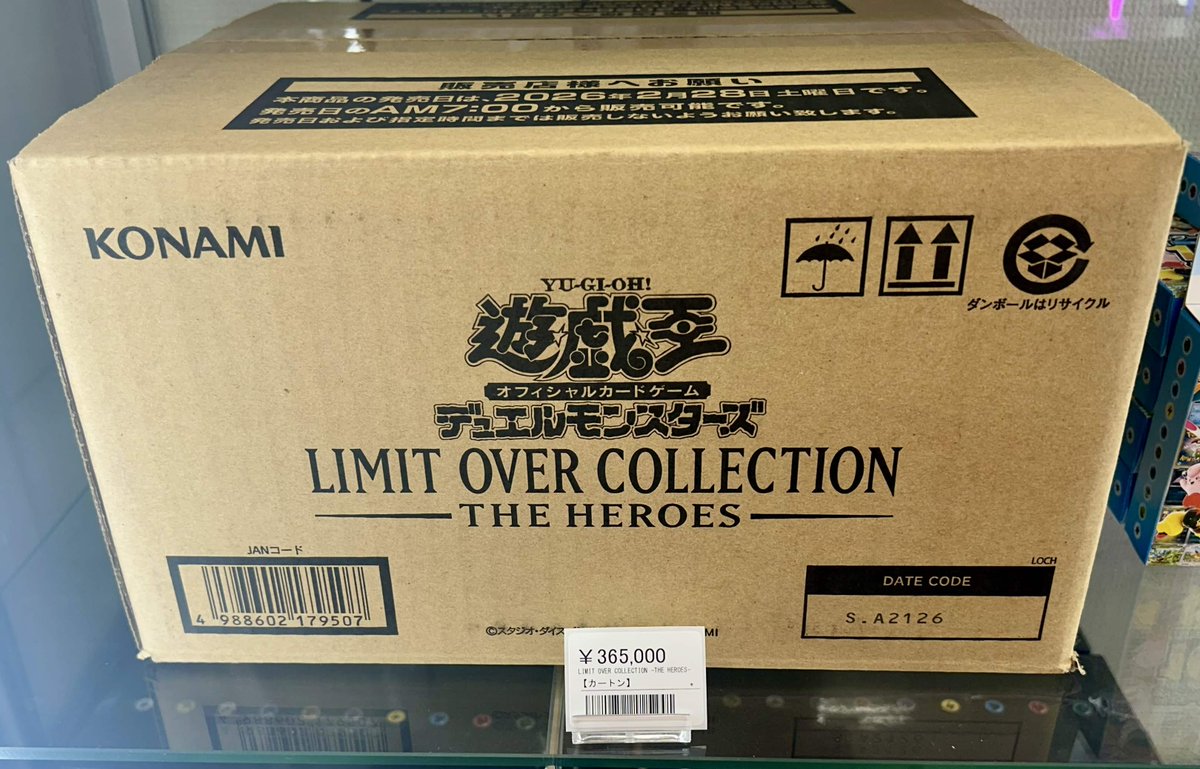 販売店様へお願い
本商品の発売日は、2026年2月28日 土曜日です。
発売日のAM7:00から販売可能です。
発売日および指定時間までは販売しないようお願い致します。
KONAMI
ダンボールはリサイクル
YU-GI-OH!
遊戯王
オフィシャルカードゲーム
デュエルモンスターズ
LIMIT OVER COLLECTION
THE HEROES
JANコード
4 988602 179507
LOCH
DATE CODE
S.A2126
©スタジオ・ダイス
¥365,000
LIMIT OVER COLLECTION -THE HEROES-
【カートン】